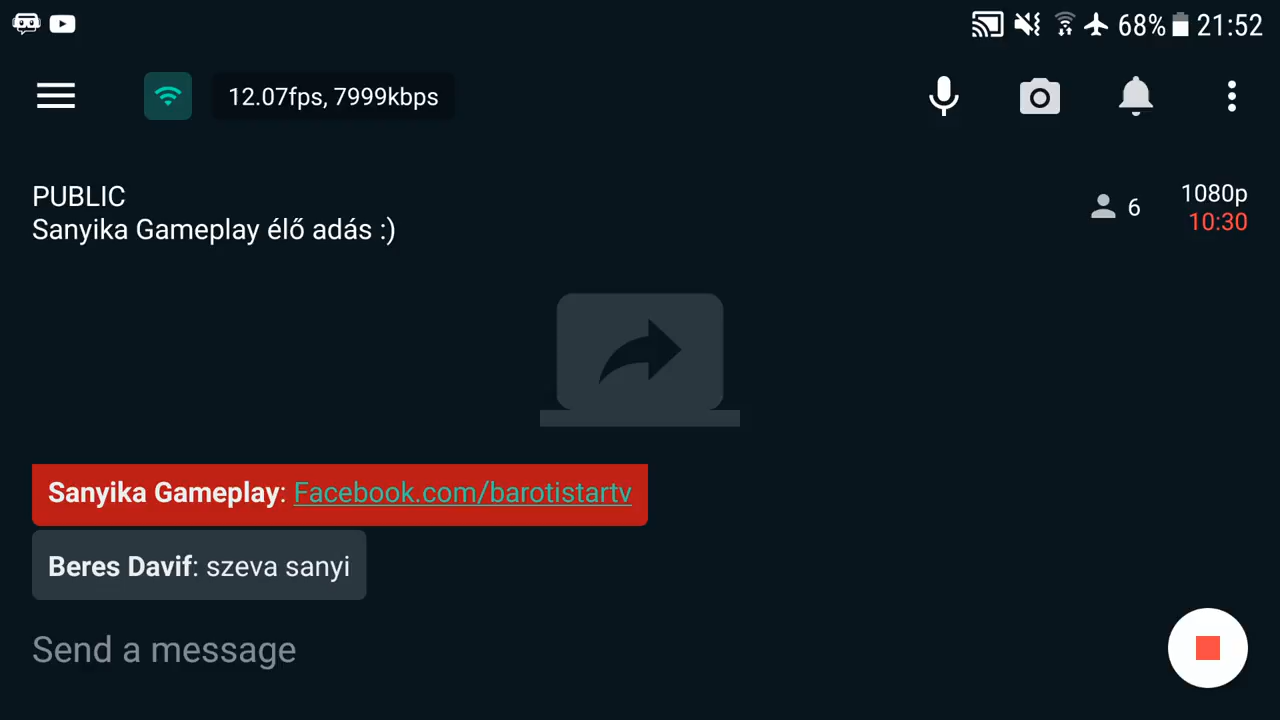 68% 21:52
12.07fps, 7999kbps
PUBLIC
Sanyika Gameplay élő adás :)
6
1080p
10:30
Sanyika Gameplay: Facebook.com/barotistartv
Beres Davif: szeva sanyi
Send a message